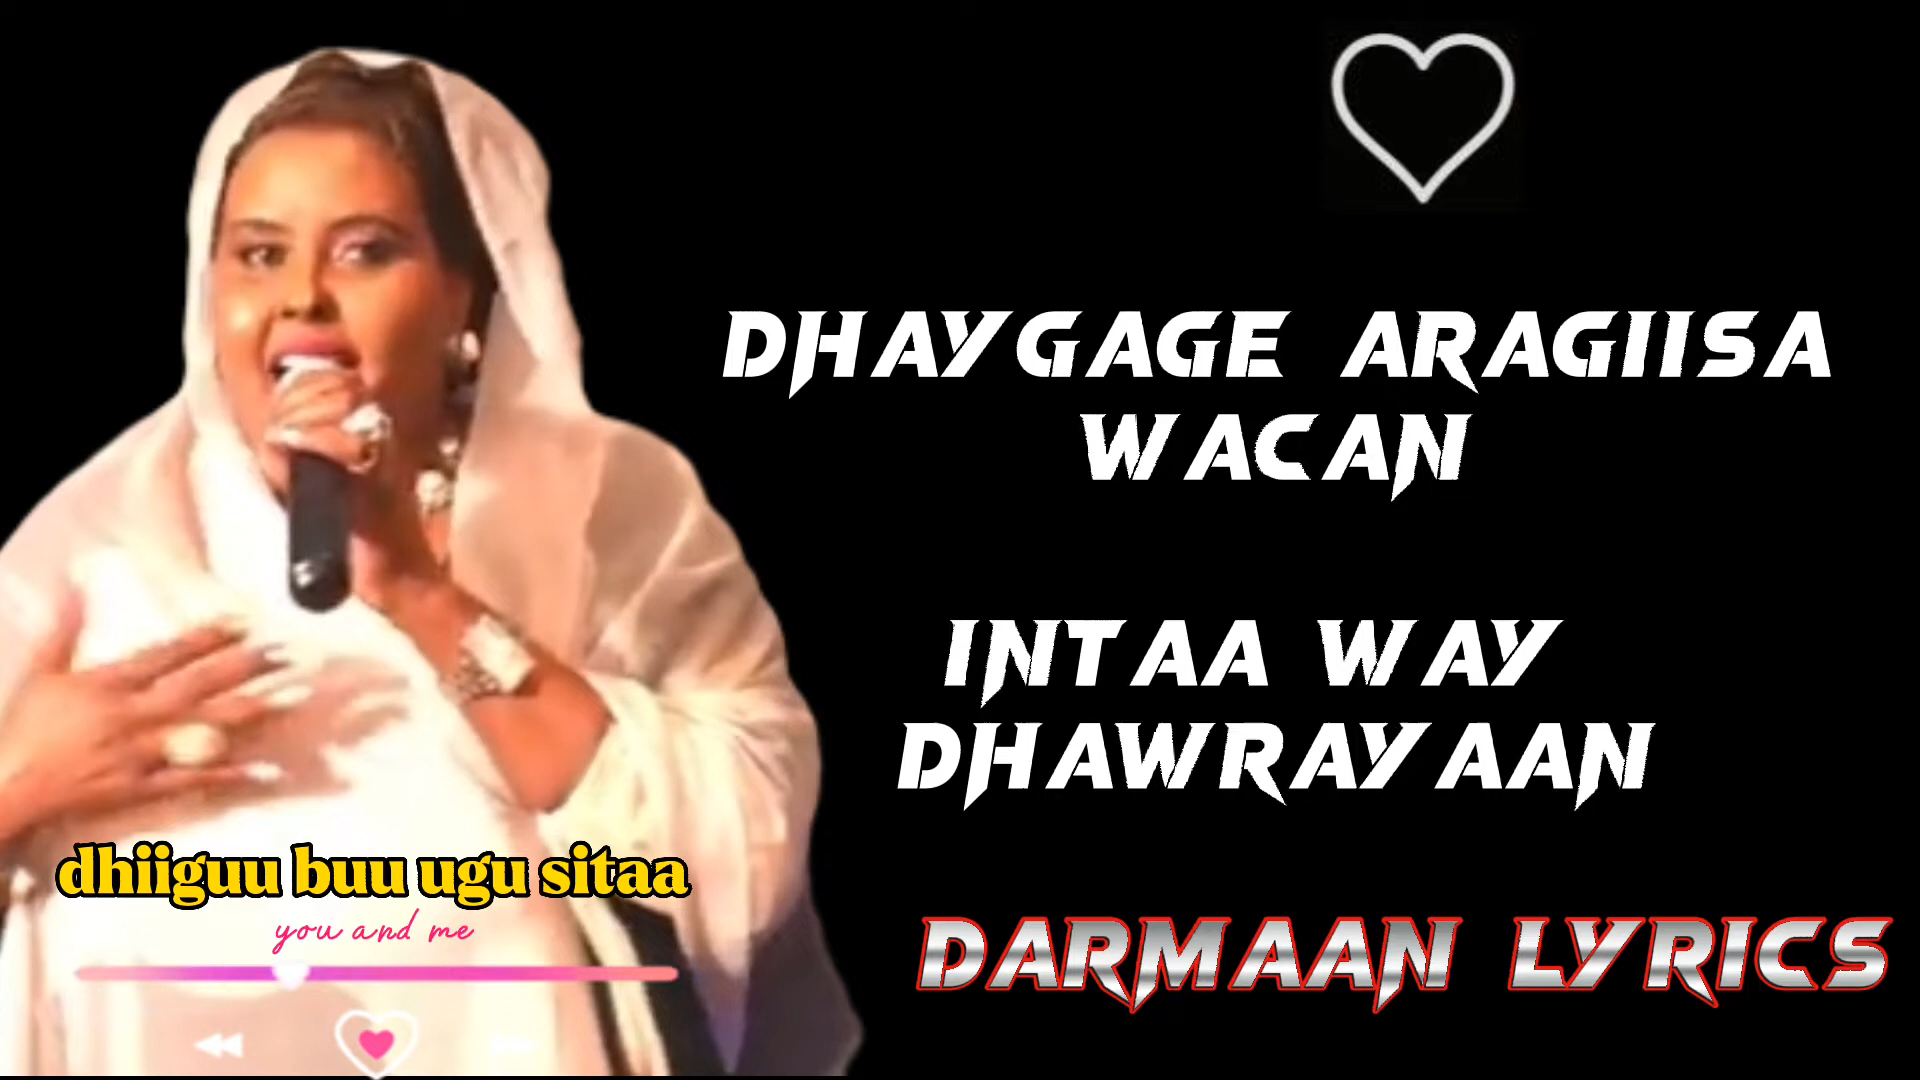 DHAYGAGE ARAGIISA
WACAN
INTAA WAY
DHAWRAYAAN
dhiiguu buu ugu sitaa
you and me
DARMAAN LYRICS